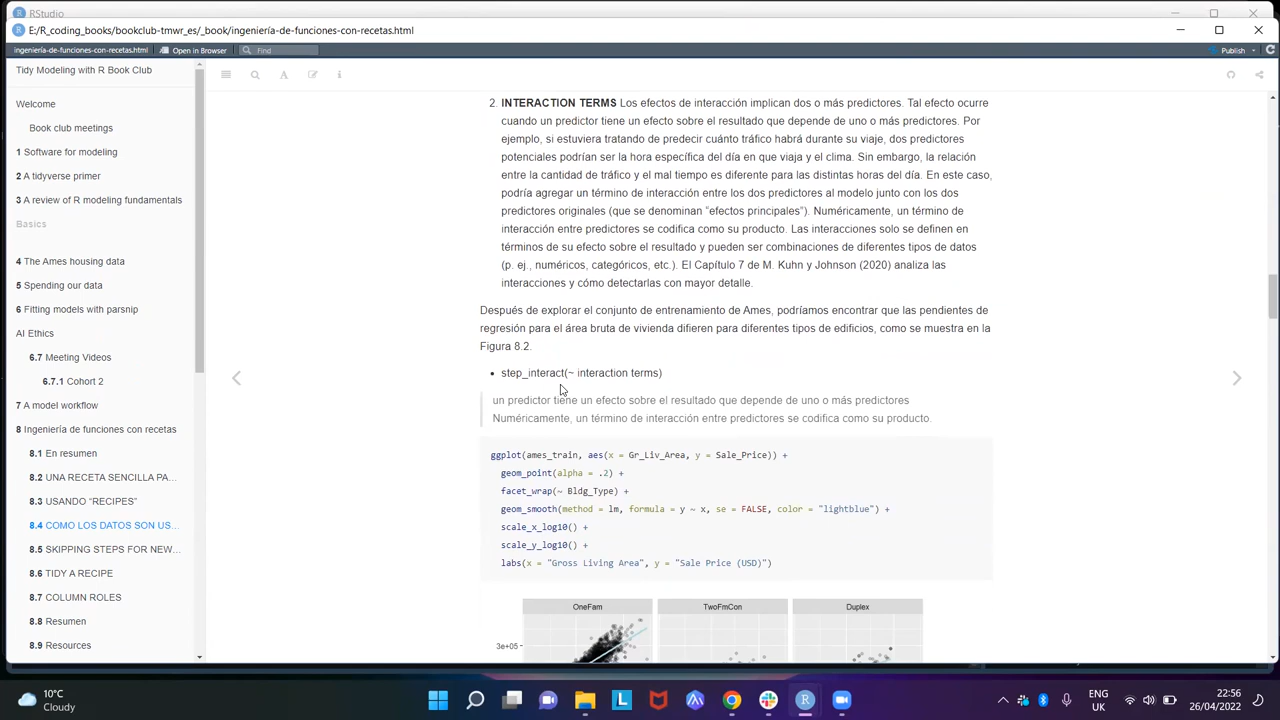 RStudio
E:/R_coding_books/bookclub-tmwr_es/_book/ingeniería-de-funciones-con-recetas.html
ingeniería-de-funciones-con-recetas.html
Open in Browser
Find
Publish
Tidy Modeling with R Book Club
Welcome
Book club meetings
1 Software for modeling
2 A tidyverse primer
3 A review of R modeling fundamentals
Basics
4 The Ames housing data
5 Spending our data
6 Fitting models with parsnip
AI Ethics
6.7 Meeting Videos
6.7.1 Cohort 2
7 A model workflow
8 Ingeniería de funciones con recetas
8.1 En resumen
8.2 UNA RECETA SENCILLA PA...
8.3 USANDO “RECIPES”
8.4 COMO LOS DATOS SON US...
8.5 SKIPPING STEPS FOR NEW...
8.6 TIDY A RECIPE
8.7 COLUMN ROLES
8.8 Resumen
8.9 Resources
2. INTERACTION TERMS Los efectos de interacción implican dos o más predictores. Tal efecto ocurre
cuando un predictor tiene un efecto sobre el resultado que depende de uno o más predictores. Por
ejemplo, si estuviera tratando de predecir cuánto tráfico habrá durante su viaje, dos predictores
potenciales podrían ser la hora específica del día en que viaja y el clima. Sin embargo, la relación
entre la cantidad de tráfico y el mal tiempo es diferente para las distintas horas del día. En este caso,
podría agregar un término de interacción entre los dos predictores al modelo junto con los dos
predictores originales (que se denominan “efectos principales”). Numéricamente, un término de
interacción entre predictores se codifica como su producto. Las interacciones solo se definen en
términos de su efecto sobre el resultado y pueden ser combinaciones de diferentes tipos de datos
(p. ej., numéricos, categóricos, etc.). El Capítulo 7 de M. Kuhn y Johnson (2020) analiza las
interacciones y cómo detectarlas con mayor detalle.
Después de explorar el conjunto de entrenamiento de Ames, podríamos encontrar que las pendientes de
regresión para el área bruta de vivienda difieren para diferentes tipos de edificios, como se muestra en la
Figura 8.2.
• step_interact(~ interaction terms)
un predictor tiene un efecto sobre el resultado que depende de uno o más predictores
Numéricamente, un término de interacción entre predictores se codifica como su producto.
ggplot(ames_train, aes(x = Gr_Liv_Area, y = Sale_Price)) +
geom_point(alpha = .2) +
facet_wrap(~ Bldg_Type) +
geom_smooth(method = lm, formula = y ~ x, se = FALSE, color = "lightblue") +
scale_x_log10() +
scale_y_log10() +
labs(x = "Gross Living Area", y = "Sale Price (USD)")
OneFam
TwoFmCon
Duplex
3e+05
10°C
Cloudy
ENG
UK
22:56
26/04/2022